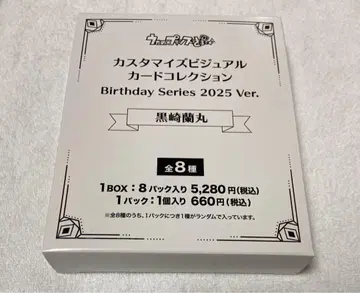 うたの☆プリンスさまっ♪
カスタマイズビジュアル
カードコレクション
Birthday Series 2025 Ver.
黒崎蘭丸
全8種
1BOX：8パック入り 5,280円(税込)
1パック：1個入り 660円(税込)
※全8種のうち、1パックにつき1種がランダムで入っています。